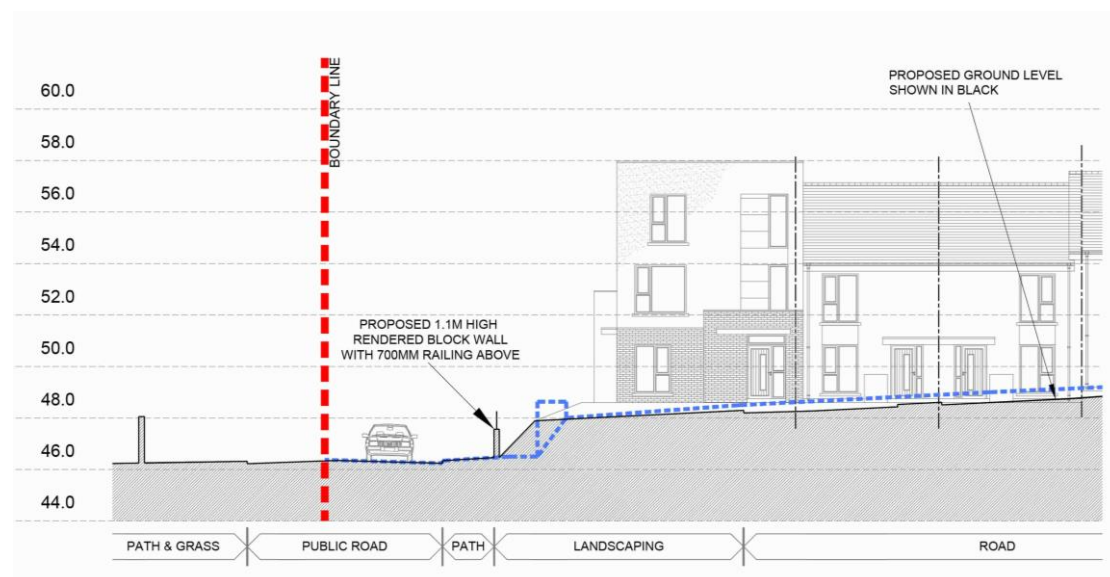 60.0
58.0
56.0
54.0
52.0
50.0
48.0
46.0
44.0
BOUNDARY LINE
PROPOSED GROUND LEVEL
SHOWN IN BLACK
PROPOSED 1.1M HIGH
RENDERED BLOCK WALL
WITH 700MM RAILING ABOVE
PATH & GRASS
PUBLIC ROAD
PATH
LANDSCAPING
ROAD